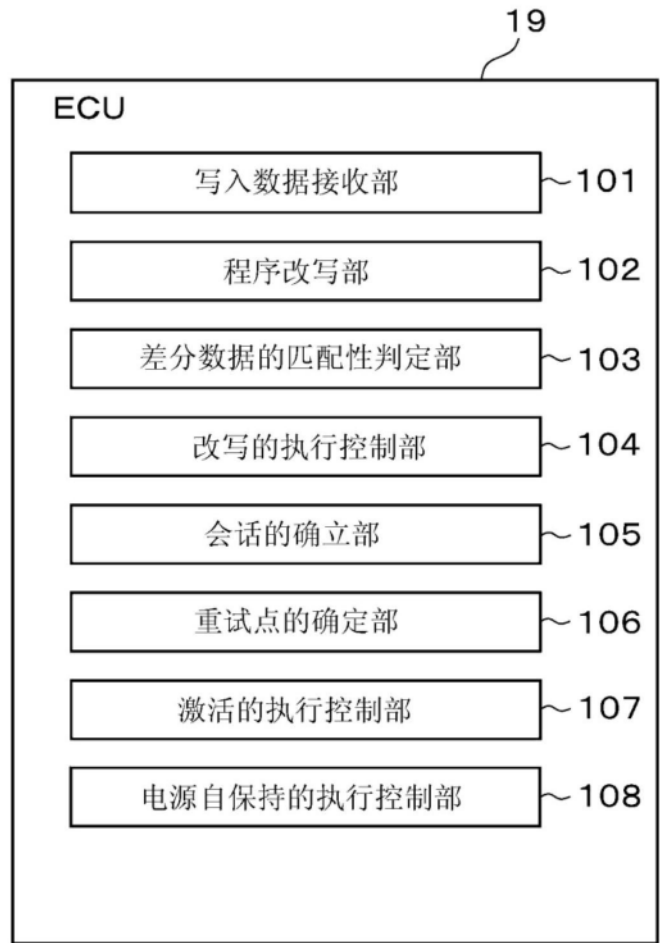 19
ECU
写入数据接收部 101
程序改写部 102
差分数据的匹配性判定部 103
改写的执行控制部 104
会话的确立部 105
重试点的确定部 106
激活的执行控制部 107
电源自保持的执行控制部 108